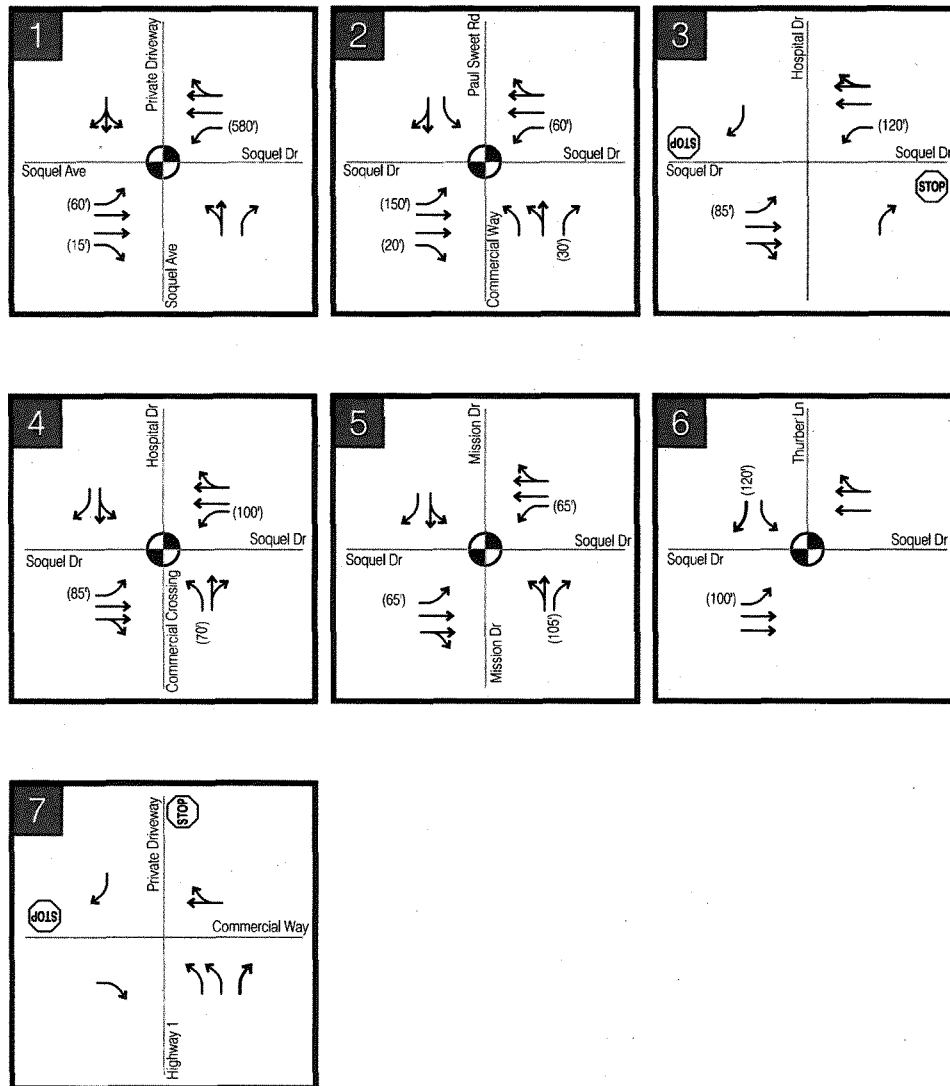 1
Private Driveway
(580')
Soquel Dr
Soquel Ave
(60')
(15')
Soquel Ave
2
Paul Sweet Rd
(60')
Soquel Dr
Soquel Dr
(150')
(20')
Commercial Way
(30')
3
Hospital Dr
STOP
(120')
Soquel Dr
Soquel Dr
STOP
(85')
4
Hospital Dr
(100')
Soquel Dr
Soquel Dr
(85')
Commercial Crossing
(70')
5
Mission Dr
(65')
Soquel Dr
Soquel Dr
(65')
Mission Dr
(105')
6
Thurber Ln
(120')
Soquel Dr
Soquel Dr
(100')
7
Private Driveway
STOP
STOP
Commercial Way
Highway 1